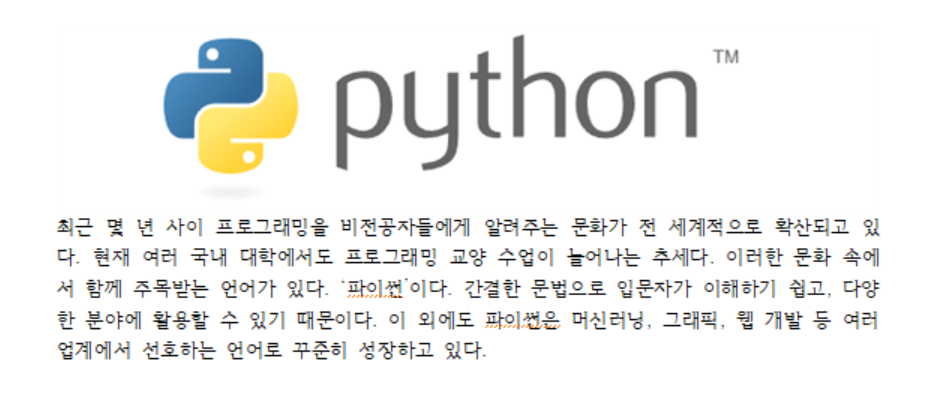 python™
최근 몇 년 사이 프로그래밍을 비전공자들에게 알려주는 문화가 전 세계적으로 확산되고 있
다. 현재 여러 국내 대학에서도 프로그래밍 교양 수업이 늘어나는 추세다. 이러한 문화 속에
서 함께 주목받는 언어가 있다. ‘파이썬’이다. 간결한 문법으로 입문자가 이해하기 쉽고, 다양
한 분야에 활용할 수 있기 때문이다. 이 외에도 파이썬은 머신러닝, 그래픽, 웹 개발 등 여러
업계에서 선호하는 언어로 꾸준히 성장하고 있다.